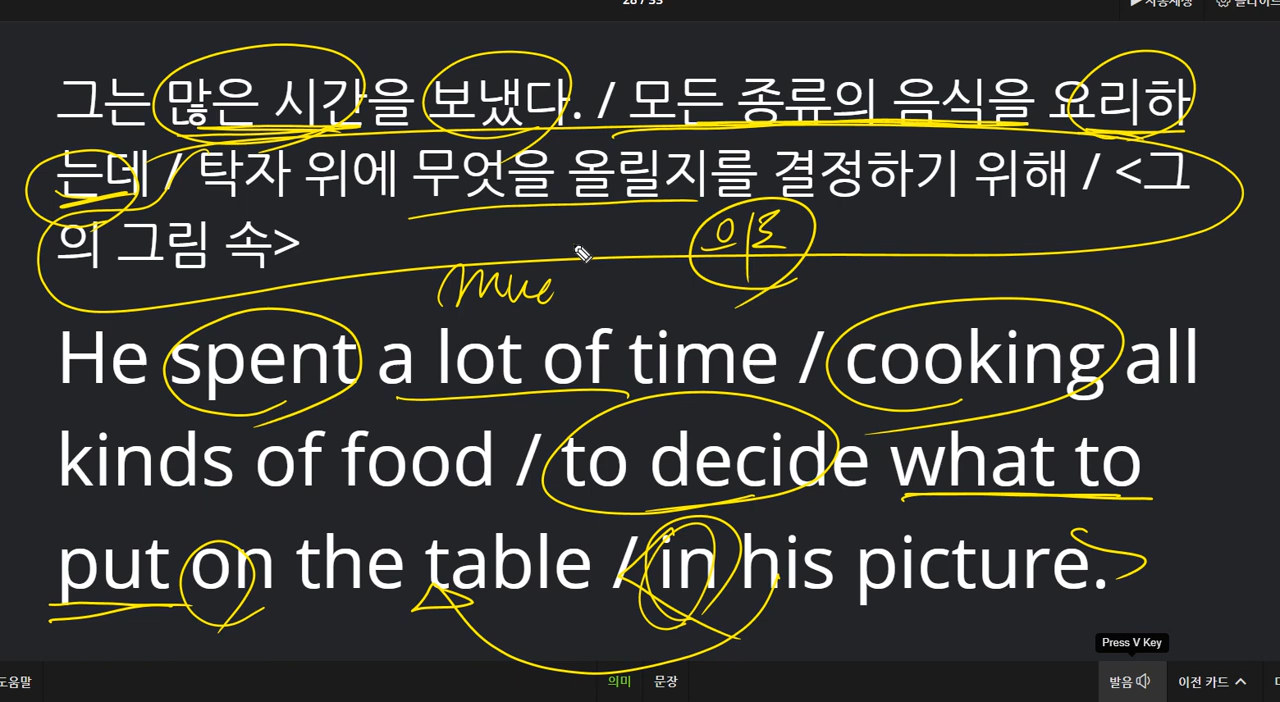 28 / 33
그는 많은 시간을 보냈다. / 모든 종류의 음식을 요리하
는데 / 탁자 위에 무엇을 올릴지를 결정하기 위해 / <그
의 그림 속>
He spent a lot of time / cooking all
kinds of food / to decide what to
put on the table / in his picture.
Press V Key
도움말
의미
문장
발음
이전 카드